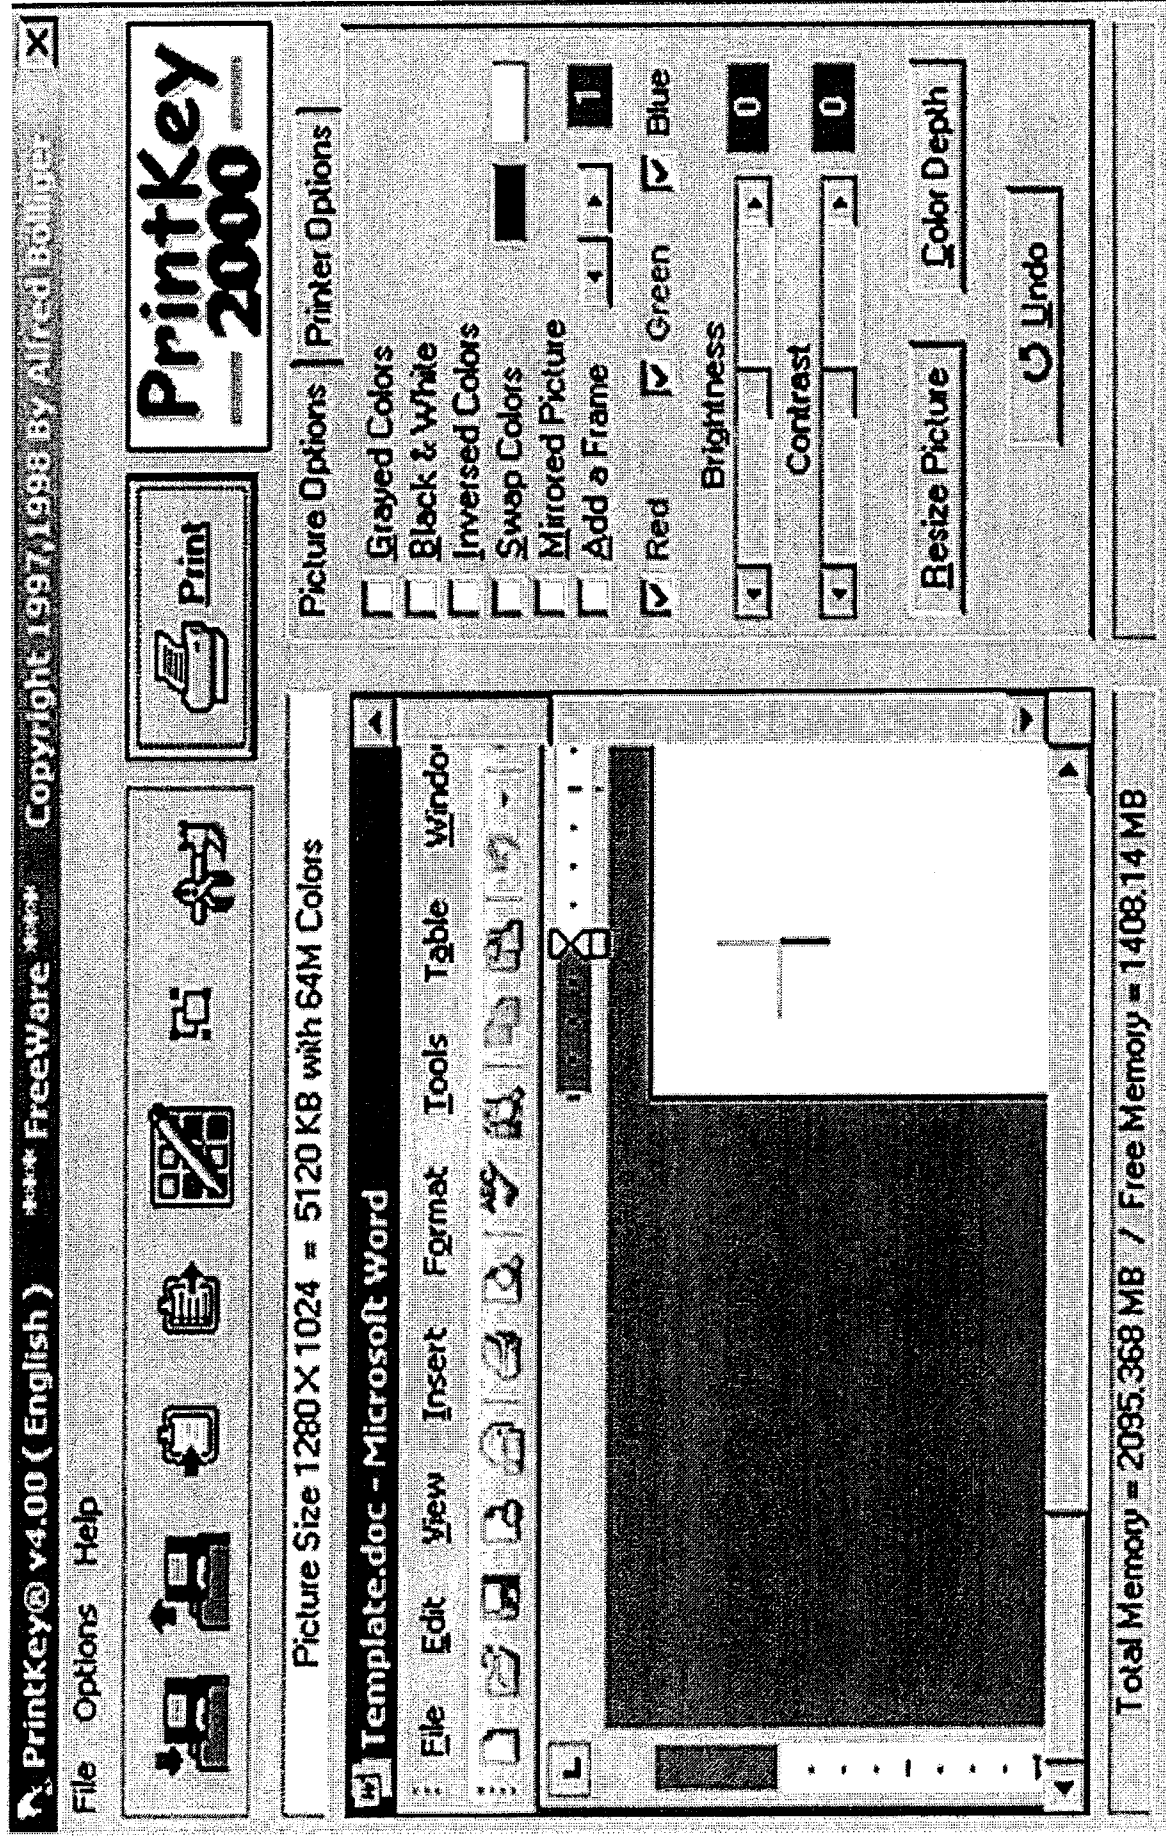 PrintKey® v4.00 ( English ) **** FreeWare **** Copyright 1997,1998 By Alfred Bolliger
File Options Help
Print
PrintKey
2000
Picture Size 1280 X 1024 = 5120 KB with 64M Colors
Picture Options Printer Options
Template.doc - Microsoft Word
File Edit View Insert Format Tools Table Windo
ABC
L
Grayed Colors
Black & White
Inversed Colors
Swap Colors
Mirrored Picture
Add a Frame 1
Red Green Blue
Brightness
0
Contrast
0
Resize Picture Color Depth
Undo
Total Memory = 2095.368 MB / Free Memory = 1408.14 MB